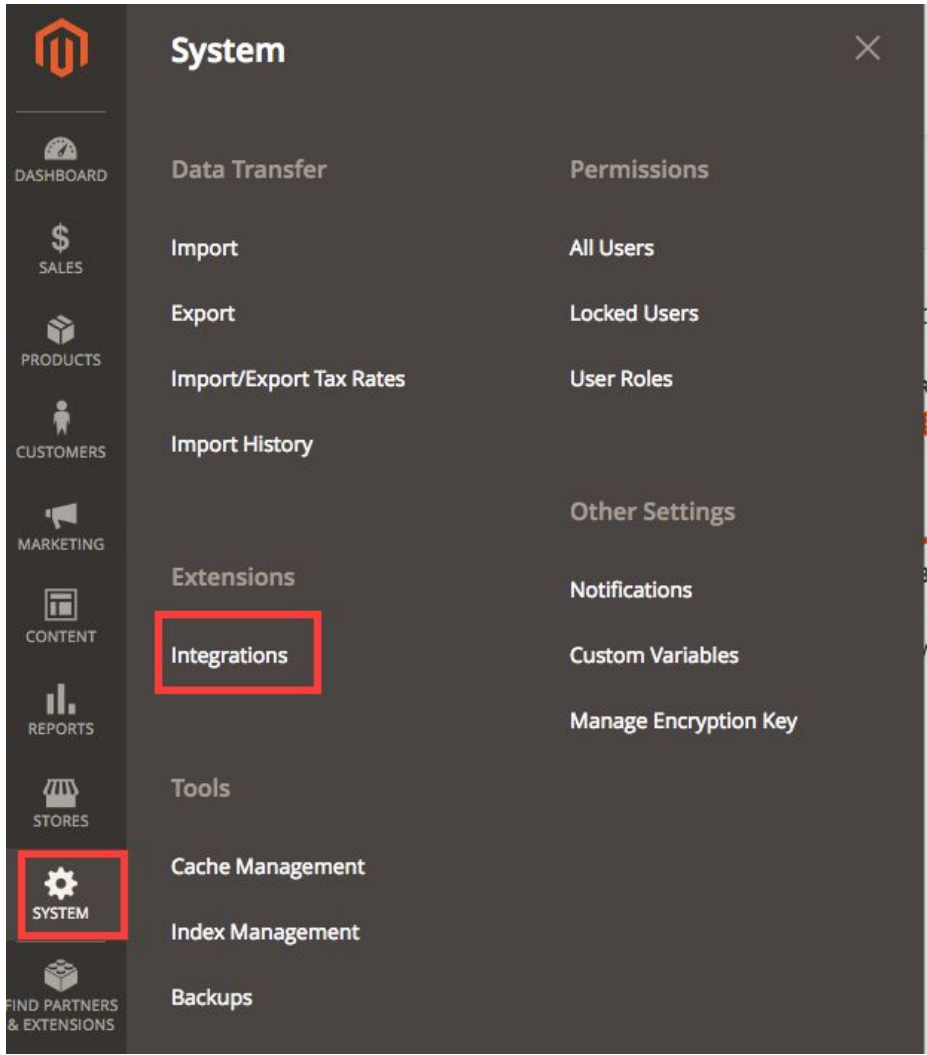 DASHBOARD
SALES
PRODUCTS
CUSTOMERS
MARKETING
CONTENT
REPORTS
STORES
SYSTEM
FIND PARTNERS
& EXTENSIONS
System
Data Transfer
Import
Export
Import/Export Tax Rates
Import History
Extensions
Integrations
Tools
Cache Management
Index Management
Backups
Permissions
All Users
Locked Users
User Roles
Other Settings
Notifications
Custom Variables
Manage Encryption Key